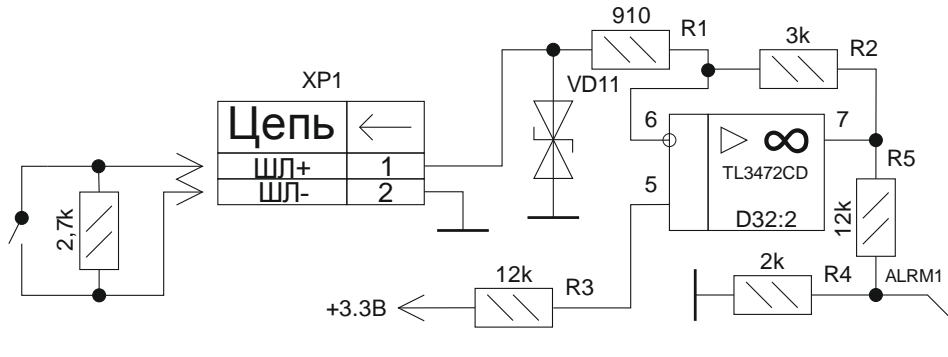 910
R1
3k
R2
XP1
VD11
Цепь
6
7
∞
TL3472CD
R5
ШЛ+ 1
ШЛ- 2
5
2,7k
12k
D32:2
12k
R3
2k
R4
ALRM1
+3.3В